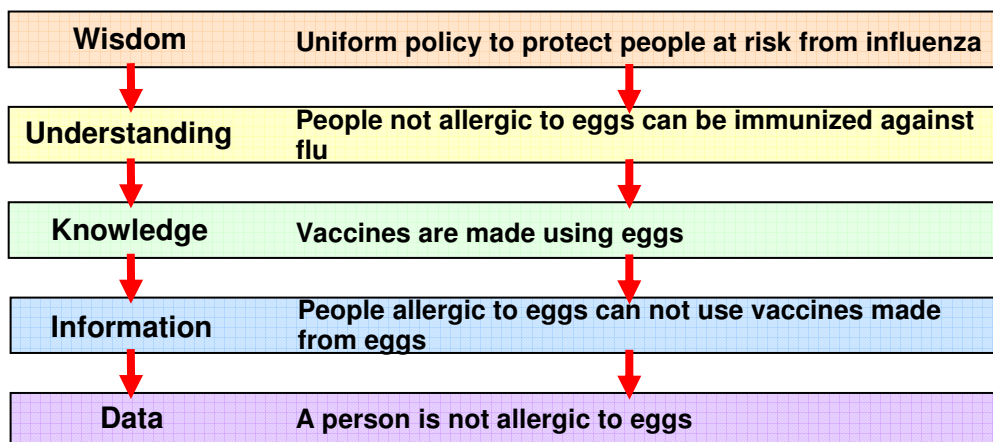 Wisdom Uniform policy to protect people at risk from influenza
Understanding People not allergic to eggs can be immunized against
flu
Knowledge Vaccines are made using eggs
Information People allergic to eggs can not use vaccines made
from eggs
Data A person is not allergic to eggs